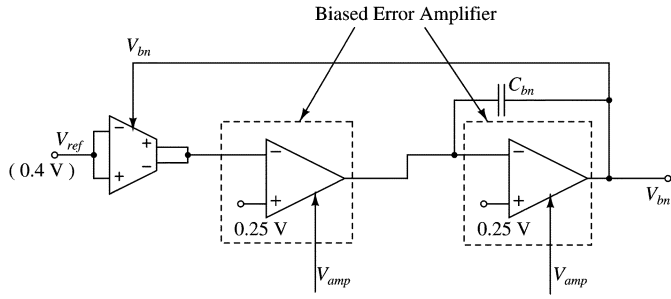 Biased Error Amplifier
V_bn
C_bn
V_ref
( 0.4 V )
−
+
+
−
−
+
0.25 V
−
+
0.25 V
V_bn
V_amp
V_amp